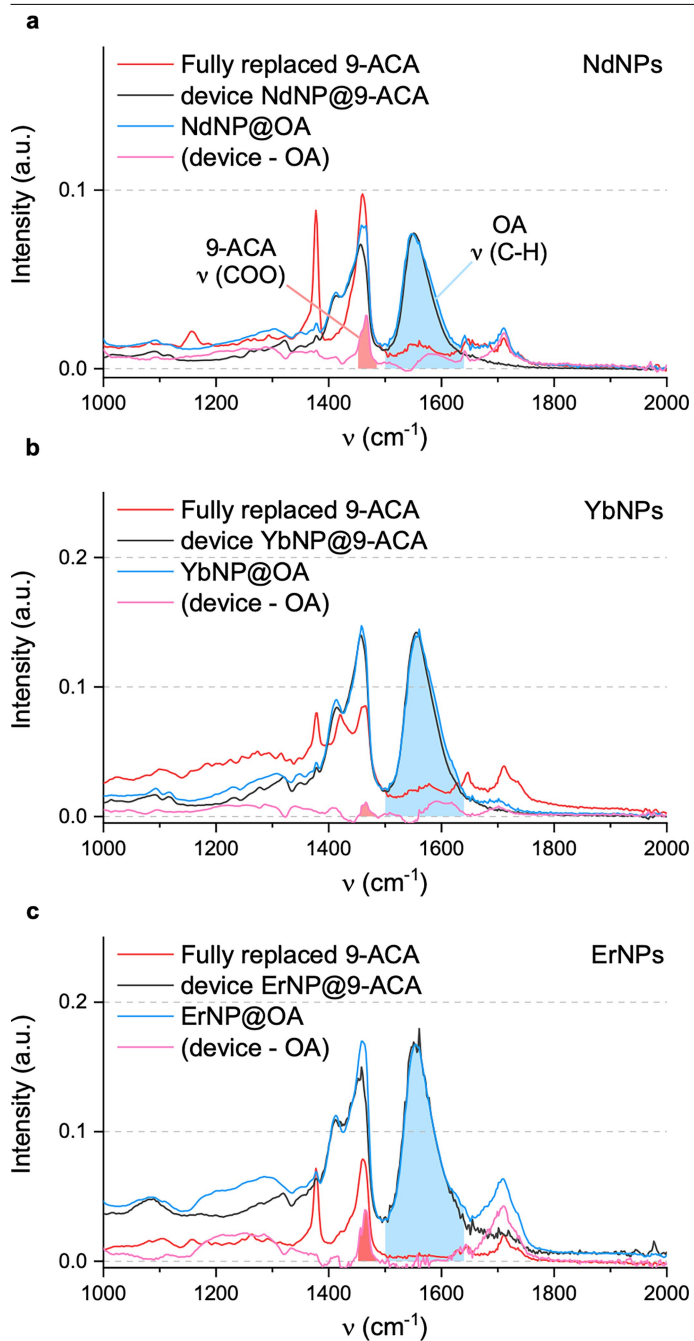 a
Fully replaced 9-ACA
device NdNP@9-ACA
NdNP@OA
(device - OA)
NdNPs
9-ACA
ν (COO)
OA
ν (C-H)
Intensity (a.u.)
0.1
0.0
1000 1200 1400 1600 1800 2000
ν (cm⁻¹)
b
Fully replaced 9-ACA
device YbNP@9-ACA
YbNP@OA
(device - OA)
YbNPs
Intensity (a.u.)
0.2
0.1
0.0
1000 1200 1400 1600 1800 2000
ν (cm⁻¹)
c
Fully replaced 9-ACA
device ErNP@9-ACA
ErNP@OA
(device - OA)
ErNPs
Intensity (a.u.)
0.2
0.1
0.0
1000 1200 1400 1600 1800 2000
ν (cm⁻¹)